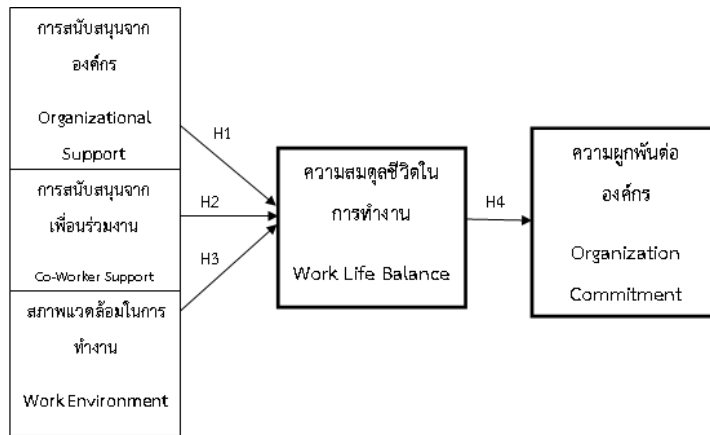 การสนับสนุนจาก
องค์กร
Organizational
Support
การสนับสนุนจาก
เพื่อนร่วมงาน
Co-Worker Support
สภาพแวดล้อมในการ
ทำงาน
Work Environment
H1
H2
H3
ความสมดุลชีวิตใน
การทำงาน
Work Life Balance
H4
ความผูกพันต่อ
องค์กร
Organization
Commitment